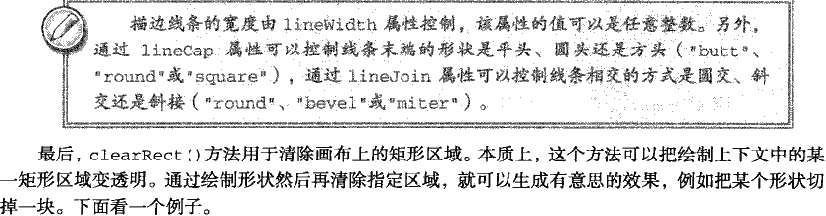 描边线条的宽度由 lineWidth 属性控制，该属性的值可以是任意整数。另外，
通过 lineCap 属性可以控制线条末端的形状是平头、圆头还是方头（"butt"、
"round"或"square"），通过 lineJoin 属性可以控制线条相交的方式是圆交、斜
交还是斜接（"round"、"bevel"或"miter"）。
最后，clearRect()方法用于清除画布上的矩形区域。本质上，这个方法可以把绘制上下文中的某
一矩形区域变透明。通过绘制形状然后再清除指定区域，就可以生成有意思的效果，例如把某个形状切
掉一块。下面看一个例子。